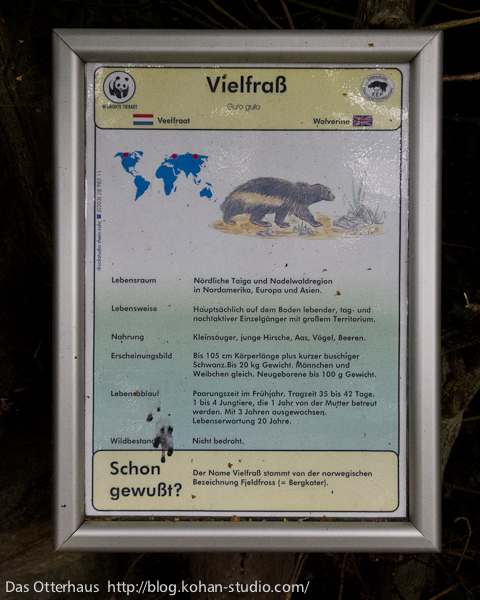 Vielfraß
Gulo gulo
BEDROHTE TIERART
Veelfraat
Wolverine
Lebensraum Nördliche Taiga und Nadelwaldregion
in Nordamerika, Europa und Asien.
Lebensweise Hauptsächlich auf dem Boden lebender, tag- und
nachtaktiver Einzelgänger mit großem Territorium.
Nahrung Kleinsäuger, junge Hirsche, Aas, Vögel, Beeren.
Erscheinungsbild Bis 105 cm Körperlänge plus kurzer buschiger
Schwanz.Bis 20 kg Gewicht. Männchen und
Weibchen gleich. Neugeborene bis 100 g Gewicht.
Lebensablauf Paarungszeit im Frühjahr. Tragzeit 35 bis 42 Tage.
1 bis 4 Jungtiere, die 1 Jahr von der Mutter betreut
werden. Mit 3 Jahren ausgewachsen.
Lebenserwartung 20 Jahre.
Wildbestand Nicht bedroht.
Schon
gewußt?
Der Name Vielfraß stammt von der norwegischen
Bezeichnung Fjeldfross (= Bergkater).
Das Otterhaus http://blog.kohan-studio.com/